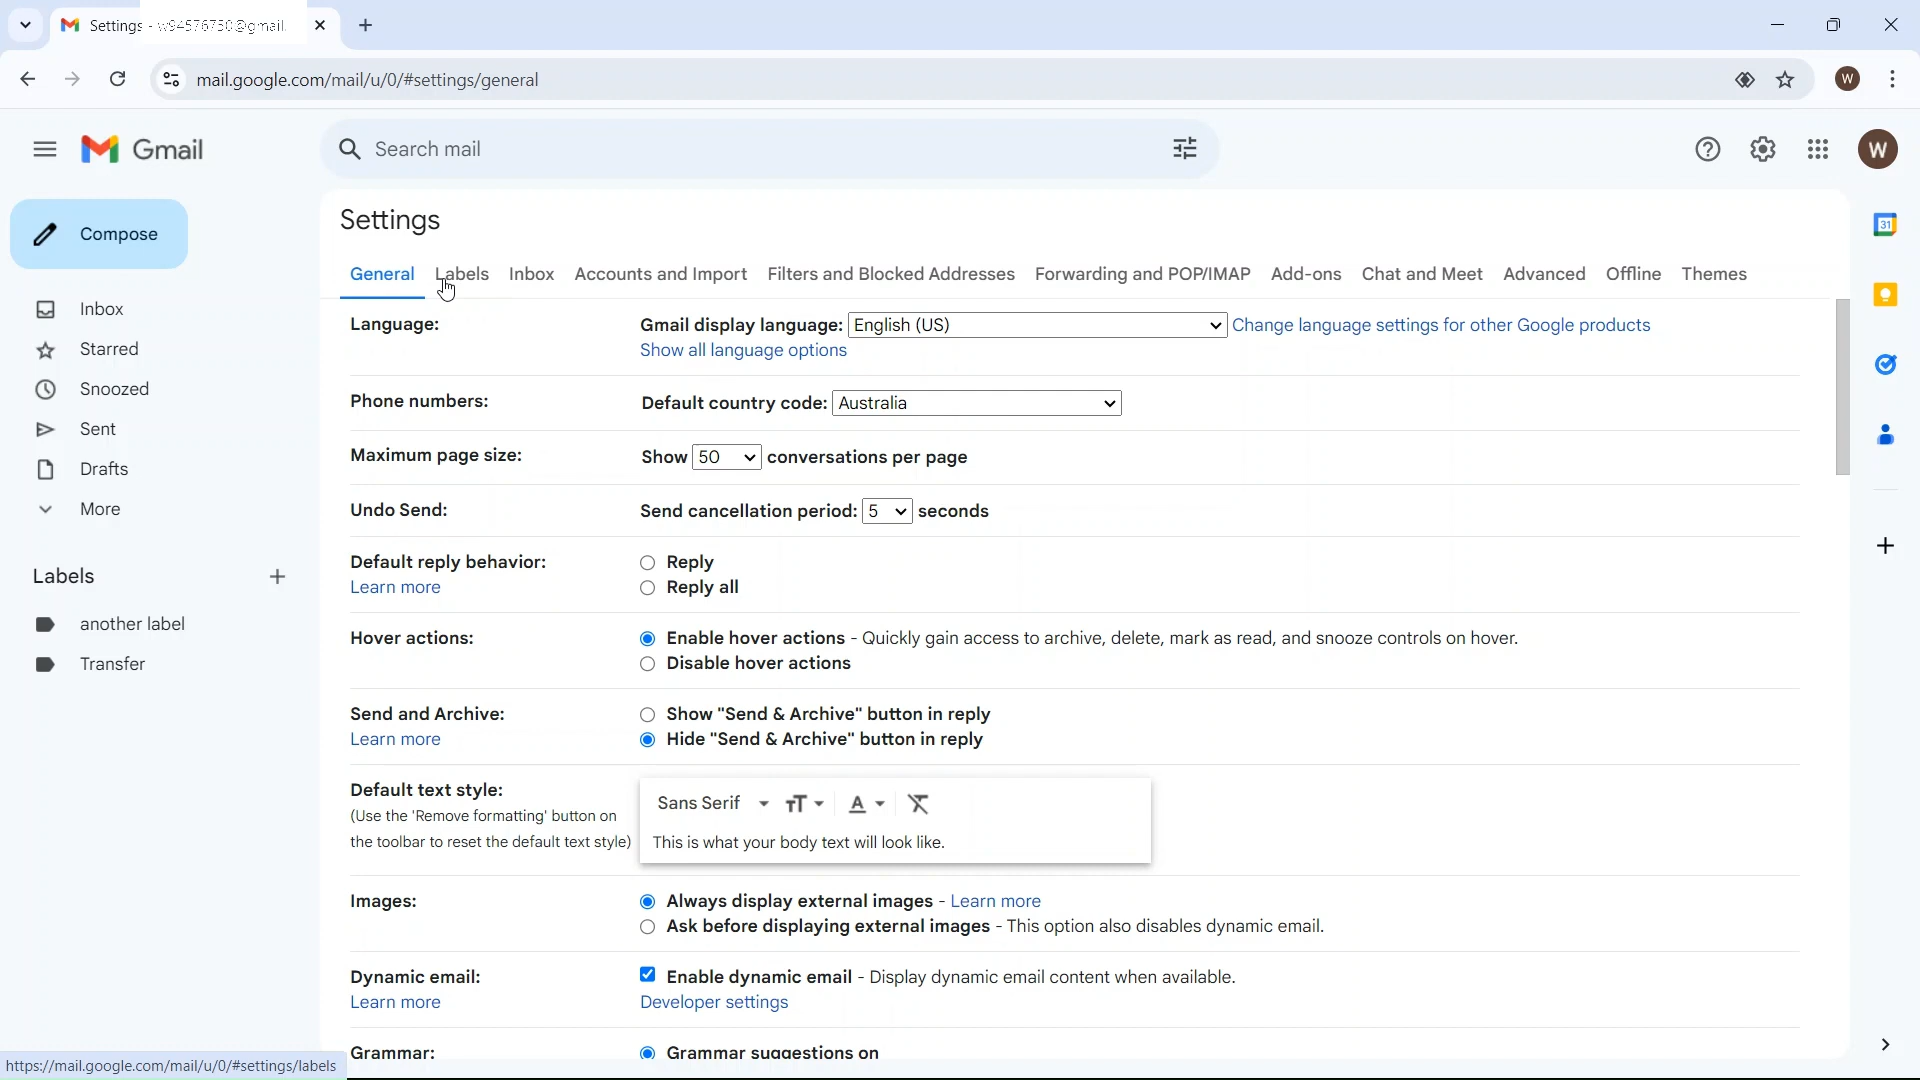 Settings - w94576750@gmail.
mail.google.com/mail/u/0/#settings/general
W
Gmail
Search mail
W
Compose
Inbox
Starred
Snoozed
Sent
Drafts
More
Labels
another label
Transfer
Settings
General Labels Inbox Accounts and Import Filters and Blocked Addresses Forwarding and POP/IMAP Add-ons Chat and Meet Advanced Offline Themes
Language: Gmail display language: English (US) Change language settings for other Google products
Show all language options
Phone numbers: Default country code: Australia
Maximum page size: Show 50 conversations per page
Undo Send: Send cancellation period: 5 seconds
Default reply behavior: Reply
Learn more Reply all
Hover actions: Enable hover actions - Quickly gain access to archive, delete, mark as read, and snooze controls on hover.
Disable hover actions
Send and Archive: Show "Send & Archive" button in reply
Learn more Hide "Send & Archive" button in reply
Default text style:
(Use the 'Remove formatting' button on
the toolbar to reset the default text style)
Sans Serif
This is what your body text will look like.
Images: Always display external images - Learn more
Ask before displaying external images - This option also disables dynamic email.
Dynamic email: Enable dynamic email - Display dynamic email content when available.
Learn more Developer settings
Grammar: Grammar suggestions on
31
https://mail.google.com/mail/u/0/#settings/labels